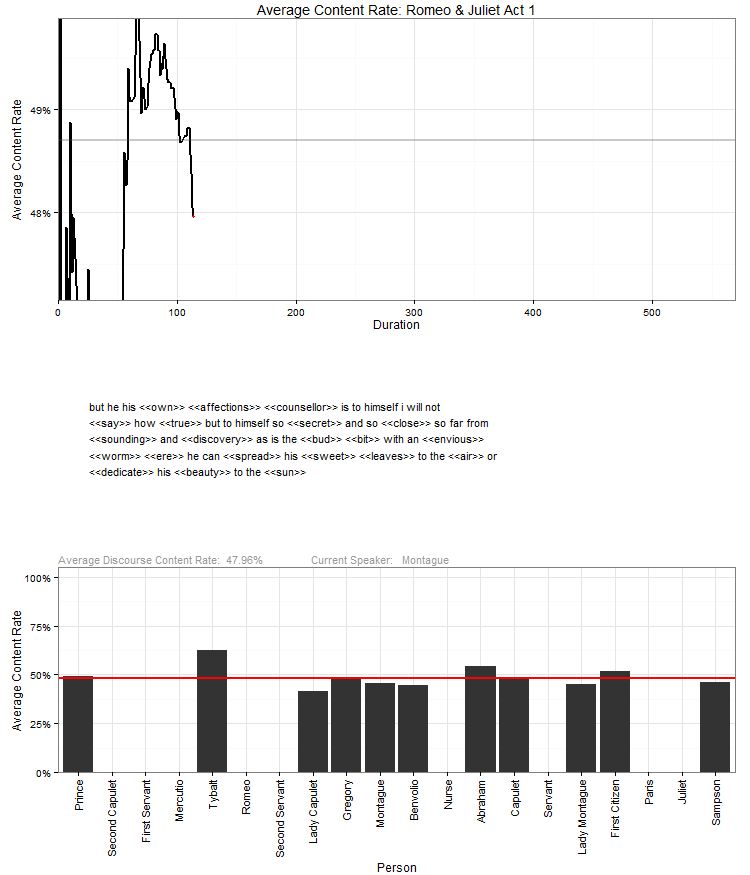 Average Content Rate: Romeo & Juliet Act 1
Average Content Rate
49%
48%
0 100 200 300 400 500
Duration
but he his <<own>> <<affections>> <<counsellor>> is to himself i will not
<<say>> how <<true>> but to himself so <<secret>> and so <<close>> so far from
<<sounding>> and <<discovery>> as is the <<bud>> <<bit>> with an <<envious>>
<<worm>> <<ere>> he can <<spread>> his <<sweet>> <<leaves>> to the <<air>> or
<<dedicate>> his <<beauty>> to the <<sun>>
Average Discourse Content Rate: 47.96% Current Speaker: Montague
Average Content Rate
100%
75%
50%
25%
0%
Prince
Second Capulet
First Servant
Mercutio
Tybalt
Romeo
Second Servant
Lady Capulet
Gregory
Montague
Benvolio
Nurse
Abraham
Capulet
Servant
Lady Montague
First Citizen
Paris
Juliet
Sampson
Person